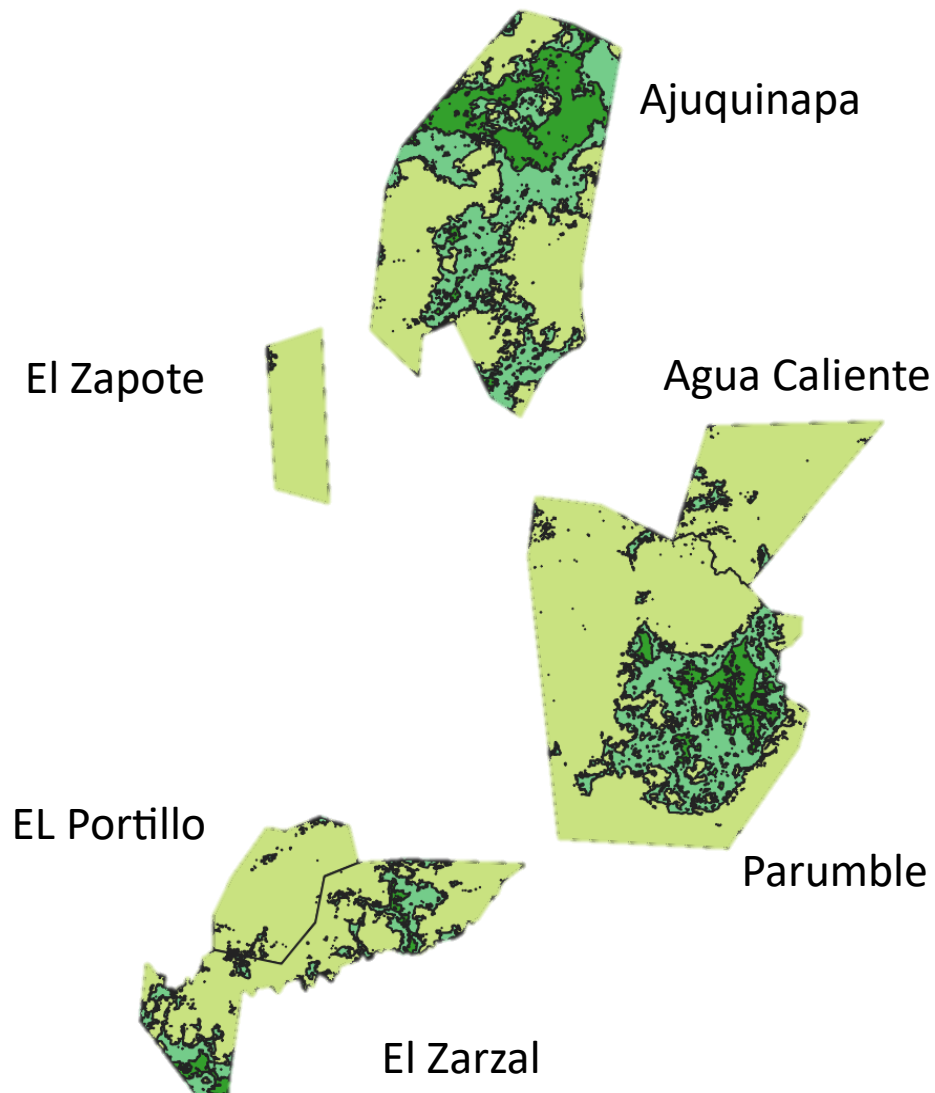 Ajuquinapa
El Zapote
Agua Caliente
EL Portillo
Parumble
El Zarzal